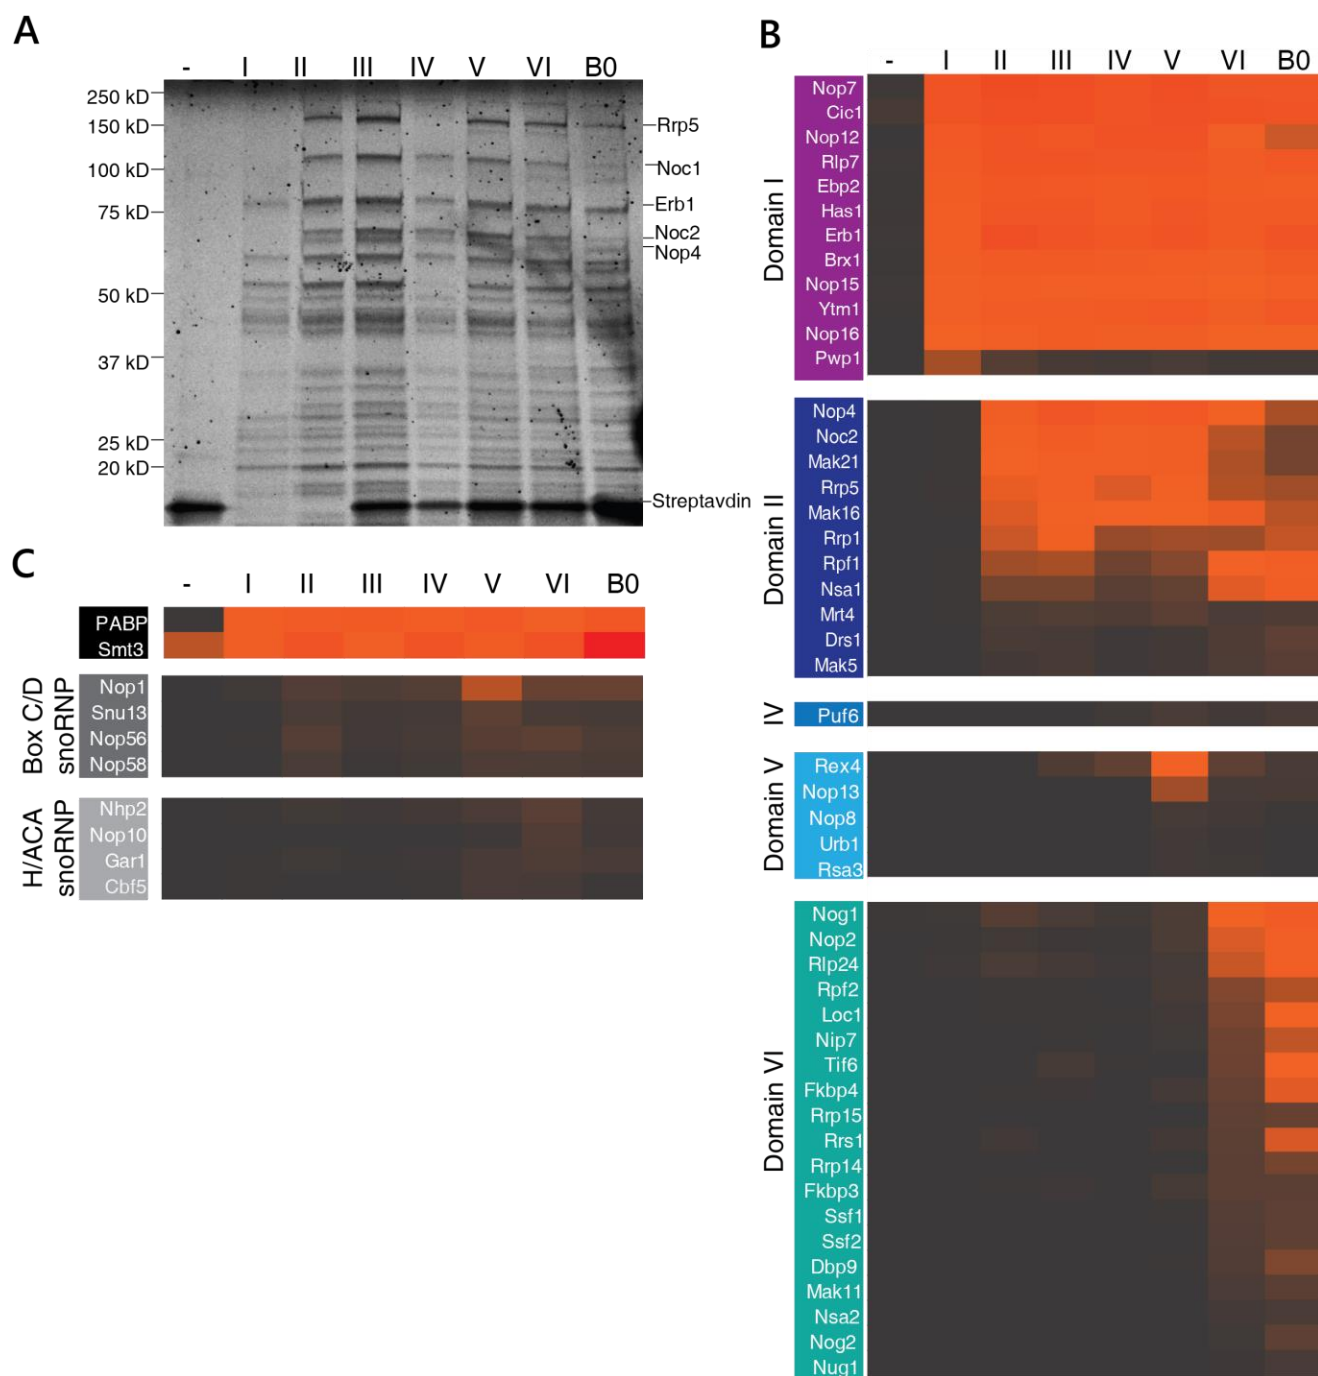 A
- I II III IV V VI B0
250 kD
150 kD
100 kD
75 kD
50 kD
37 kD
25 kD
20 kD
Rrp5
Noc1
Erb1
Noc2
Nop4
Streptavdin
B
- I II III IV V VI B0
Domain I
Nop7
Cic1
Nop12
Rlp7
Ebp2
Has1
Erb1
Brx1
Nop15
Ytm1
Nop16
Pwp1
Domain II
Nop4
Noc2
Mak21
Rrp5
Mak16
Rrp1
Rpf1
Nsa1
Mrt4
Drs1
Mak5
IV
Puf6
Domain V
Rex4
Nop13
Nop8
Urb1
Rsa3
Domain VI
Nog1
Nop2
Rlp24
Rpf2
Loc1
Nip7
Tif6
Fkbp4
Rrp15
Rrs1
Rrp14
Fkbp3
Ssf1
Ssf2
Dbp9
Mak11
Nsa2
Nog2
Nug1
C
- I II III IV V VI B0
PABP
Smt3
Box C/D
snoRNP
Nop1
Snu13
Nop56
Nop58
H/ACA
snoRNP
Nhp2
Nop10
Gar1
Cbf5